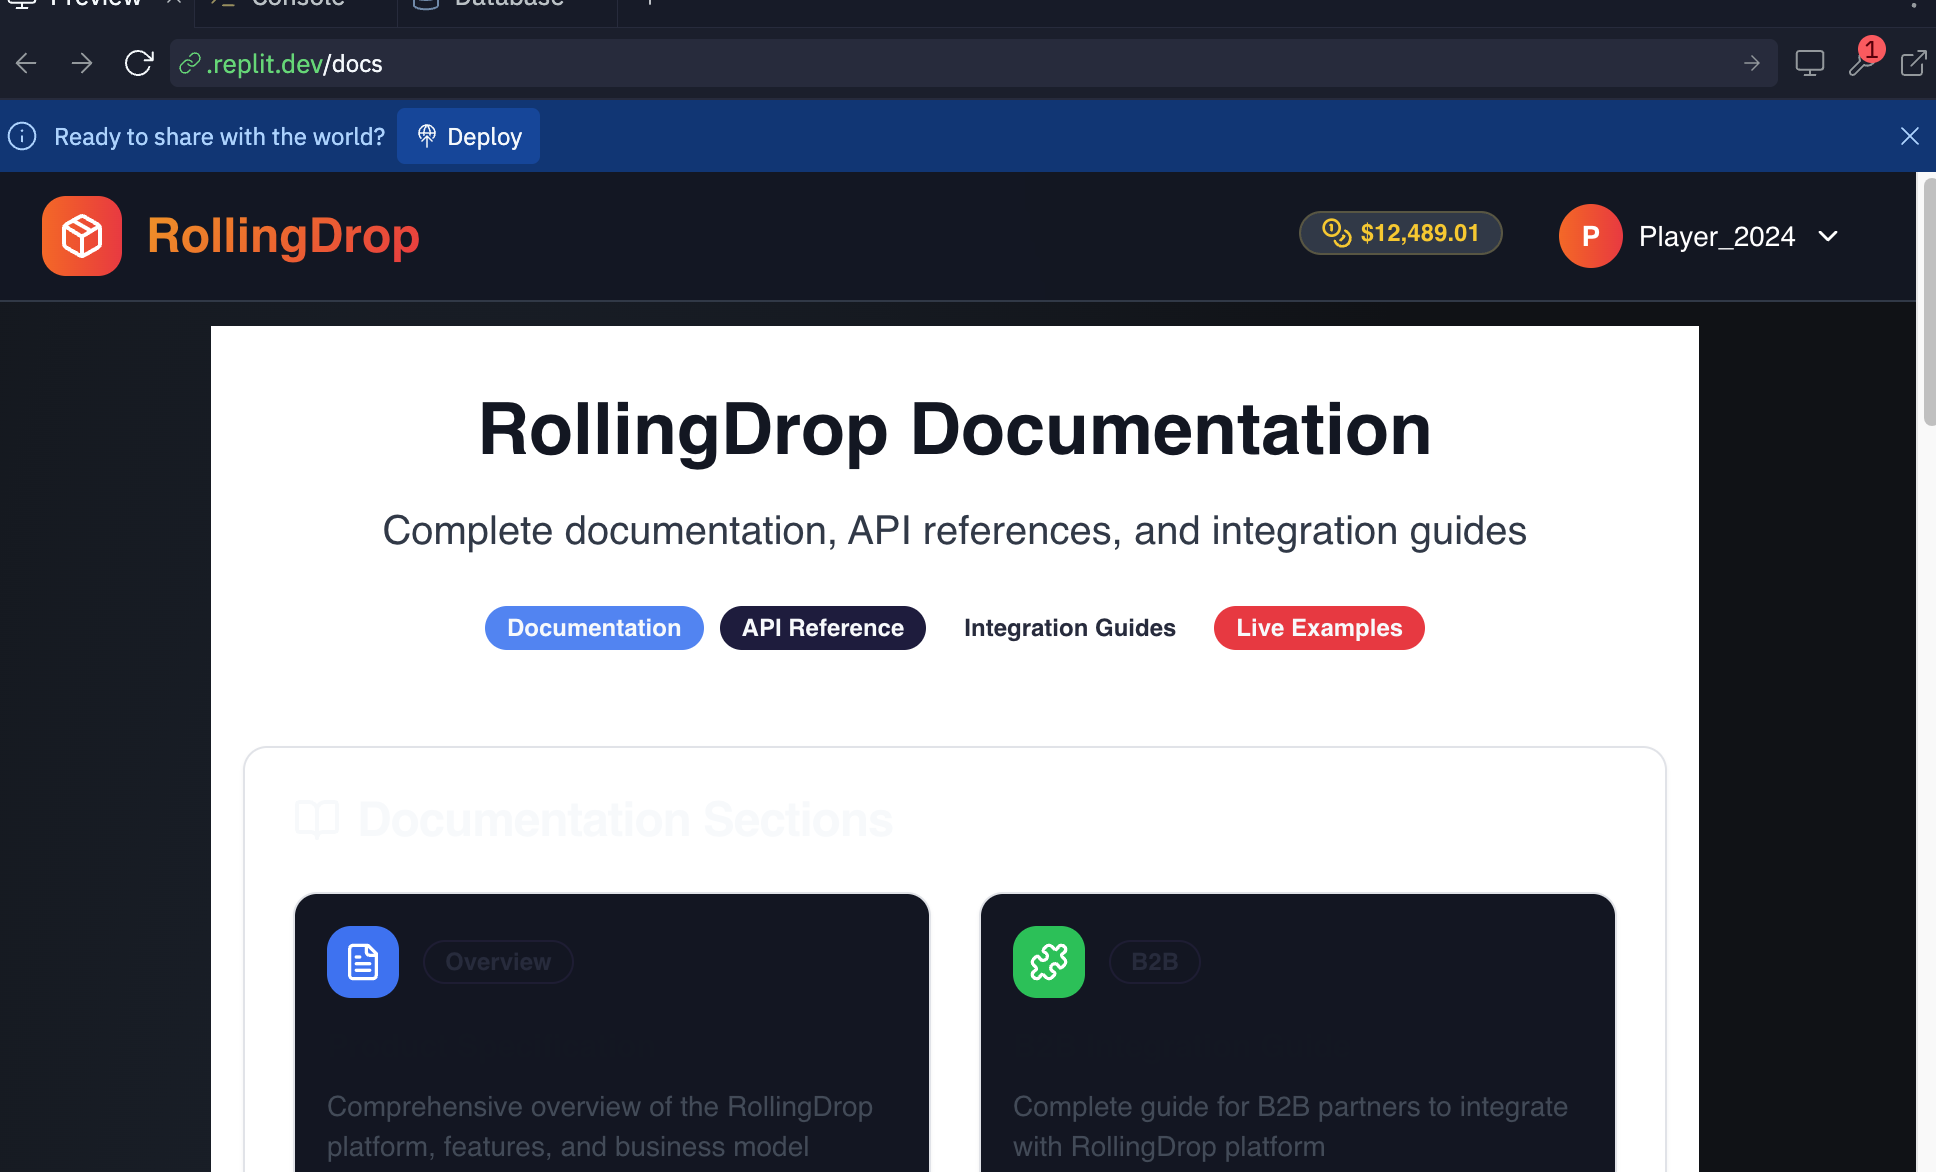 Preview
Console
Database
.replit.dev/docs
1
Ready to share with the world?
Deploy
RollingDrop
$12,489.01
P
Player_2024
RollingDrop Documentation
Complete documentation, API references, and integration guides
Documentation
API Reference
Integration Guides
Live Examples
Documentation Sections
Overview
B2B
Comprehensive overview of the RollingDrop
platform, features, and business model
Complete guide for B2B partners to integrate
with RollingDrop platform